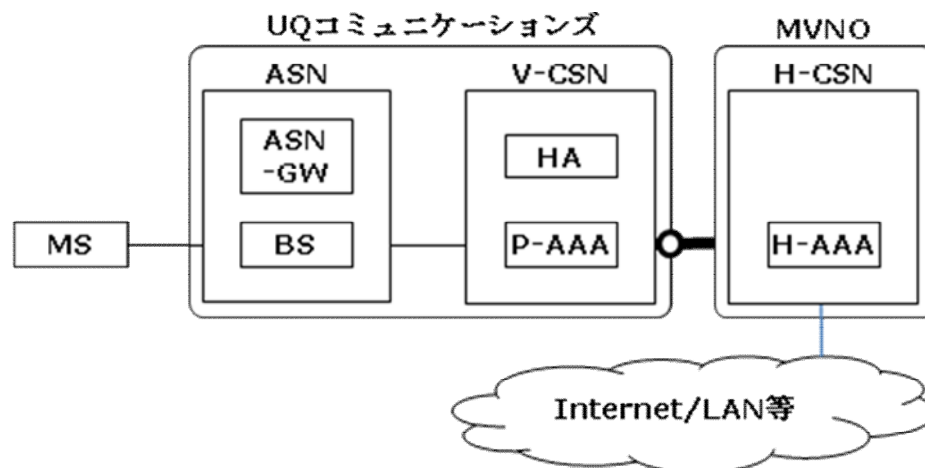 UQコミュニケーションズ
MVNO
ASN
V-CSN
H-CSN
ASN
-GW
HA
MS
BS
P-AAA
H-AAA
Internet/LAN等